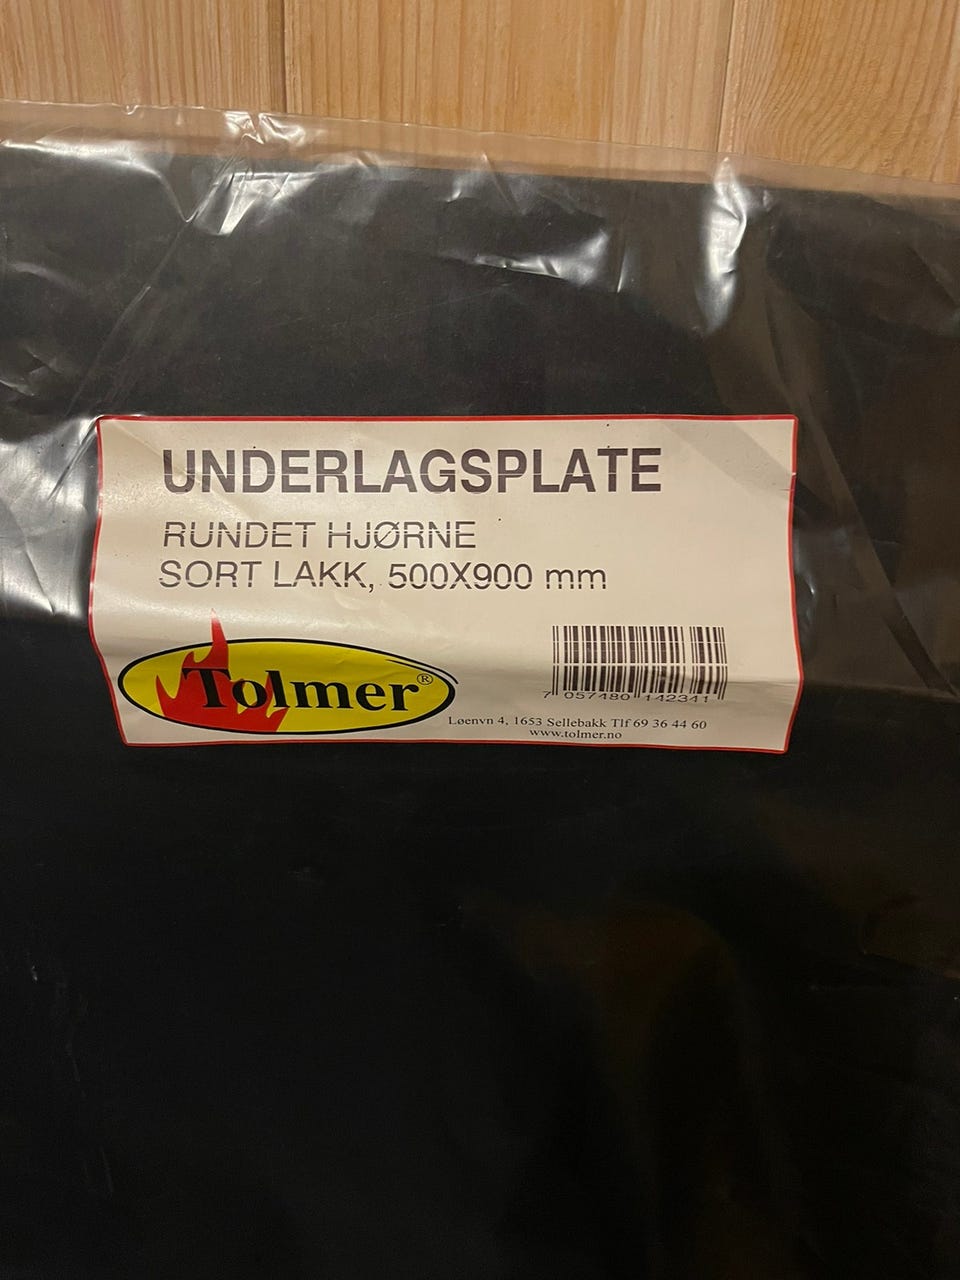 UNDERLAGSPLATE
RUNDET HJØRNE
SORT LAKK, 500X900 mm
Tolmer®
7 057480 142341
Løenvn 4, 1653 Sellebakk Tlf 69 36 44 60
www.tolmer.no